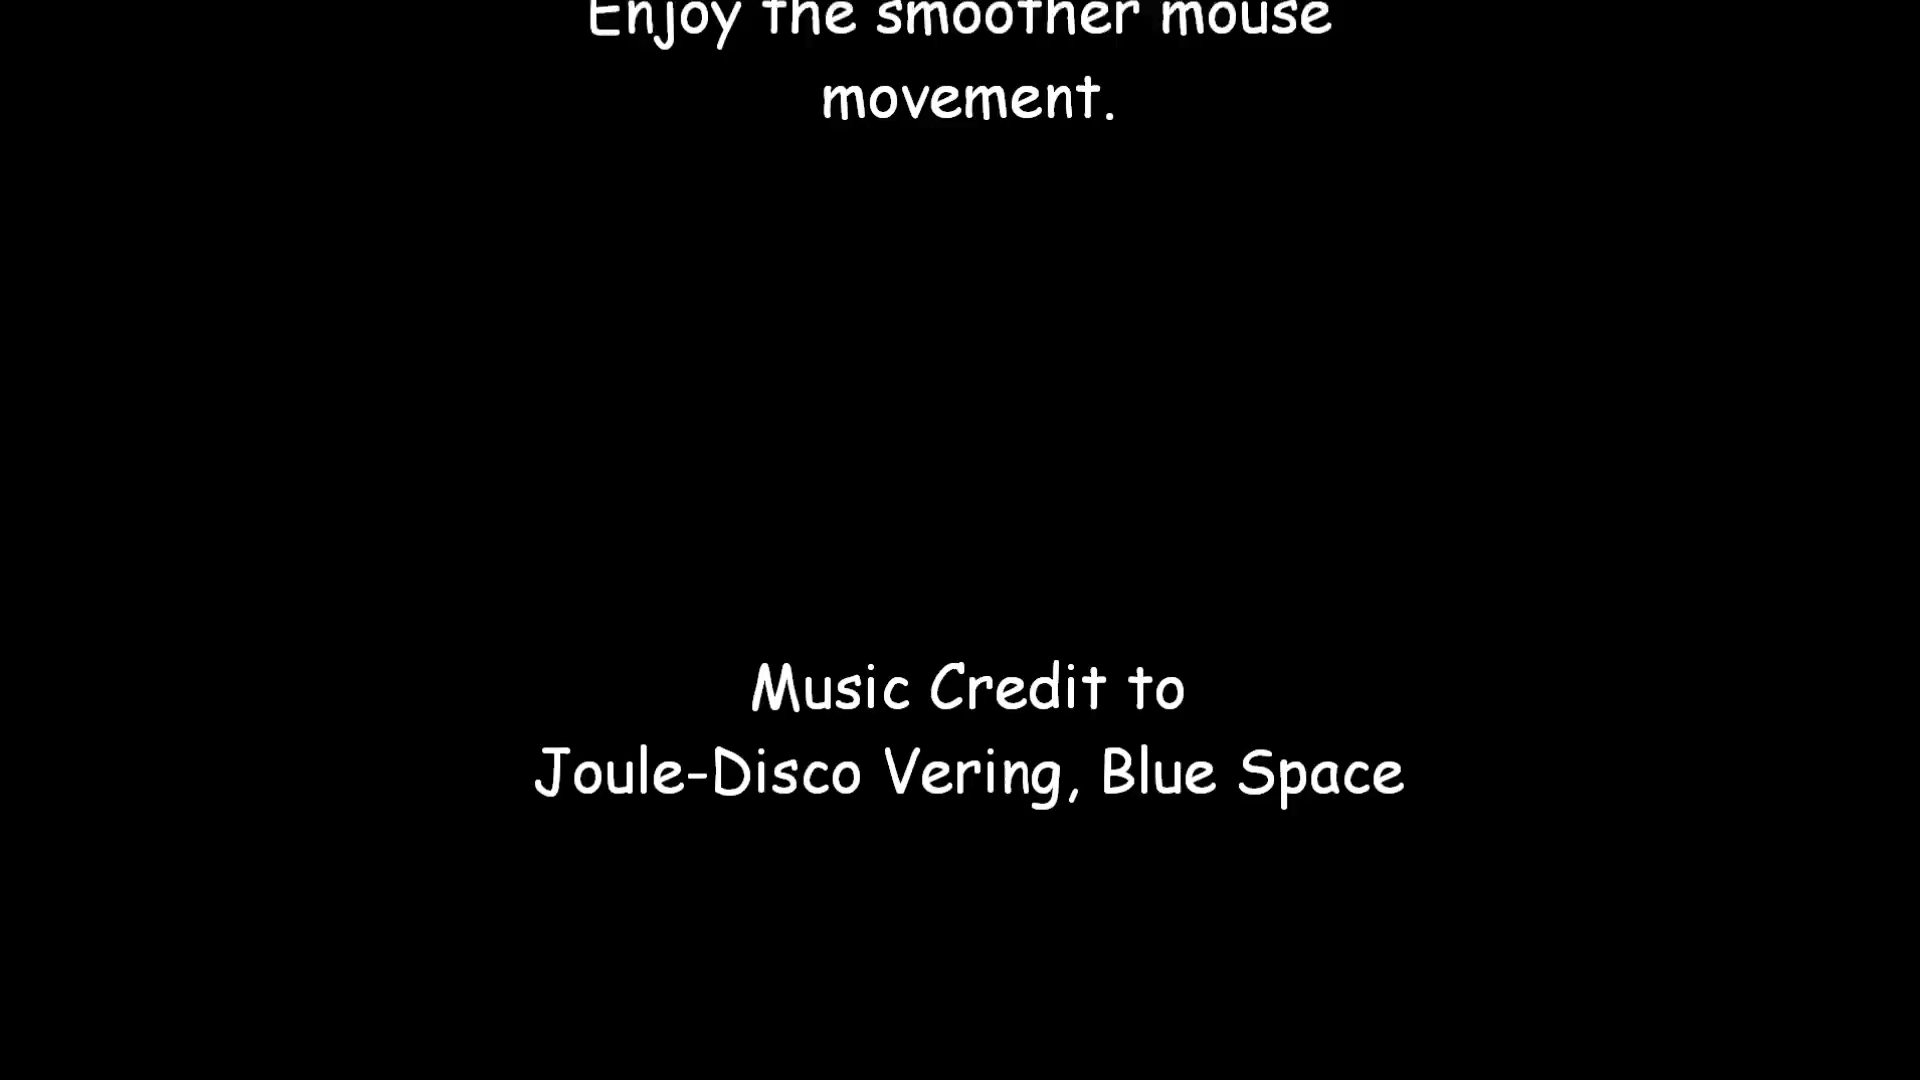 Enjoy the smoother mouse
movement.
Music Credit to
Joule-Disco Vering, Blue Space